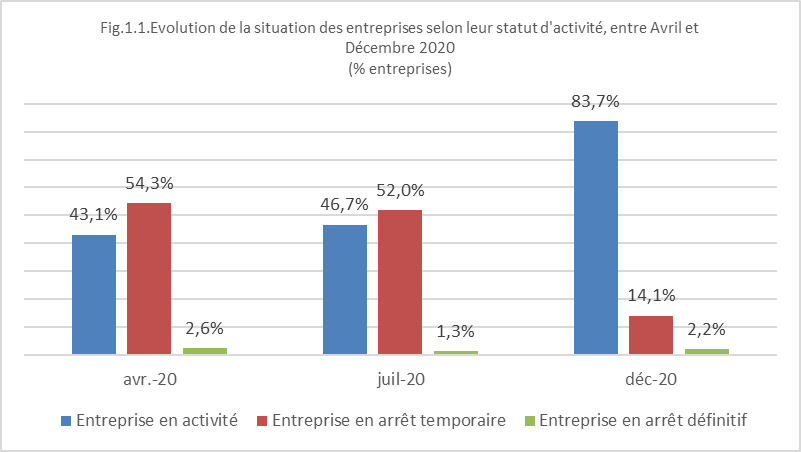 Fig.1.1.Evolution de la situation des entreprises selon leur statut d'activité, entre Avril et
Décembre 2020
(% entreprises)
83,7%
54,3%
52,0%
43,1%
46,7%
14,1%
2,6%
1,3%
2,2%
avr.-20
juil-20
déc-20
Entreprise en activité
Entreprise en arrêt temporaire
Entreprise en arrêt définitif